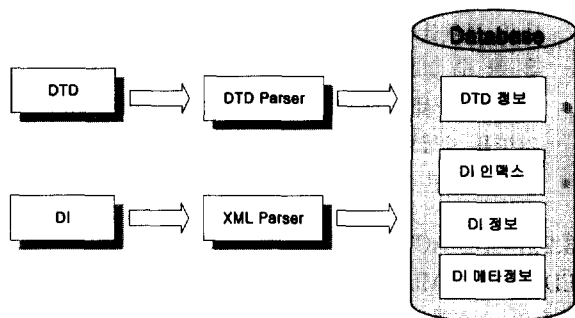 Database
DTD
DTD Parser
DTD 정보
DI 인덱스
DI
XML Parser
DI 정보
DI 메타정보